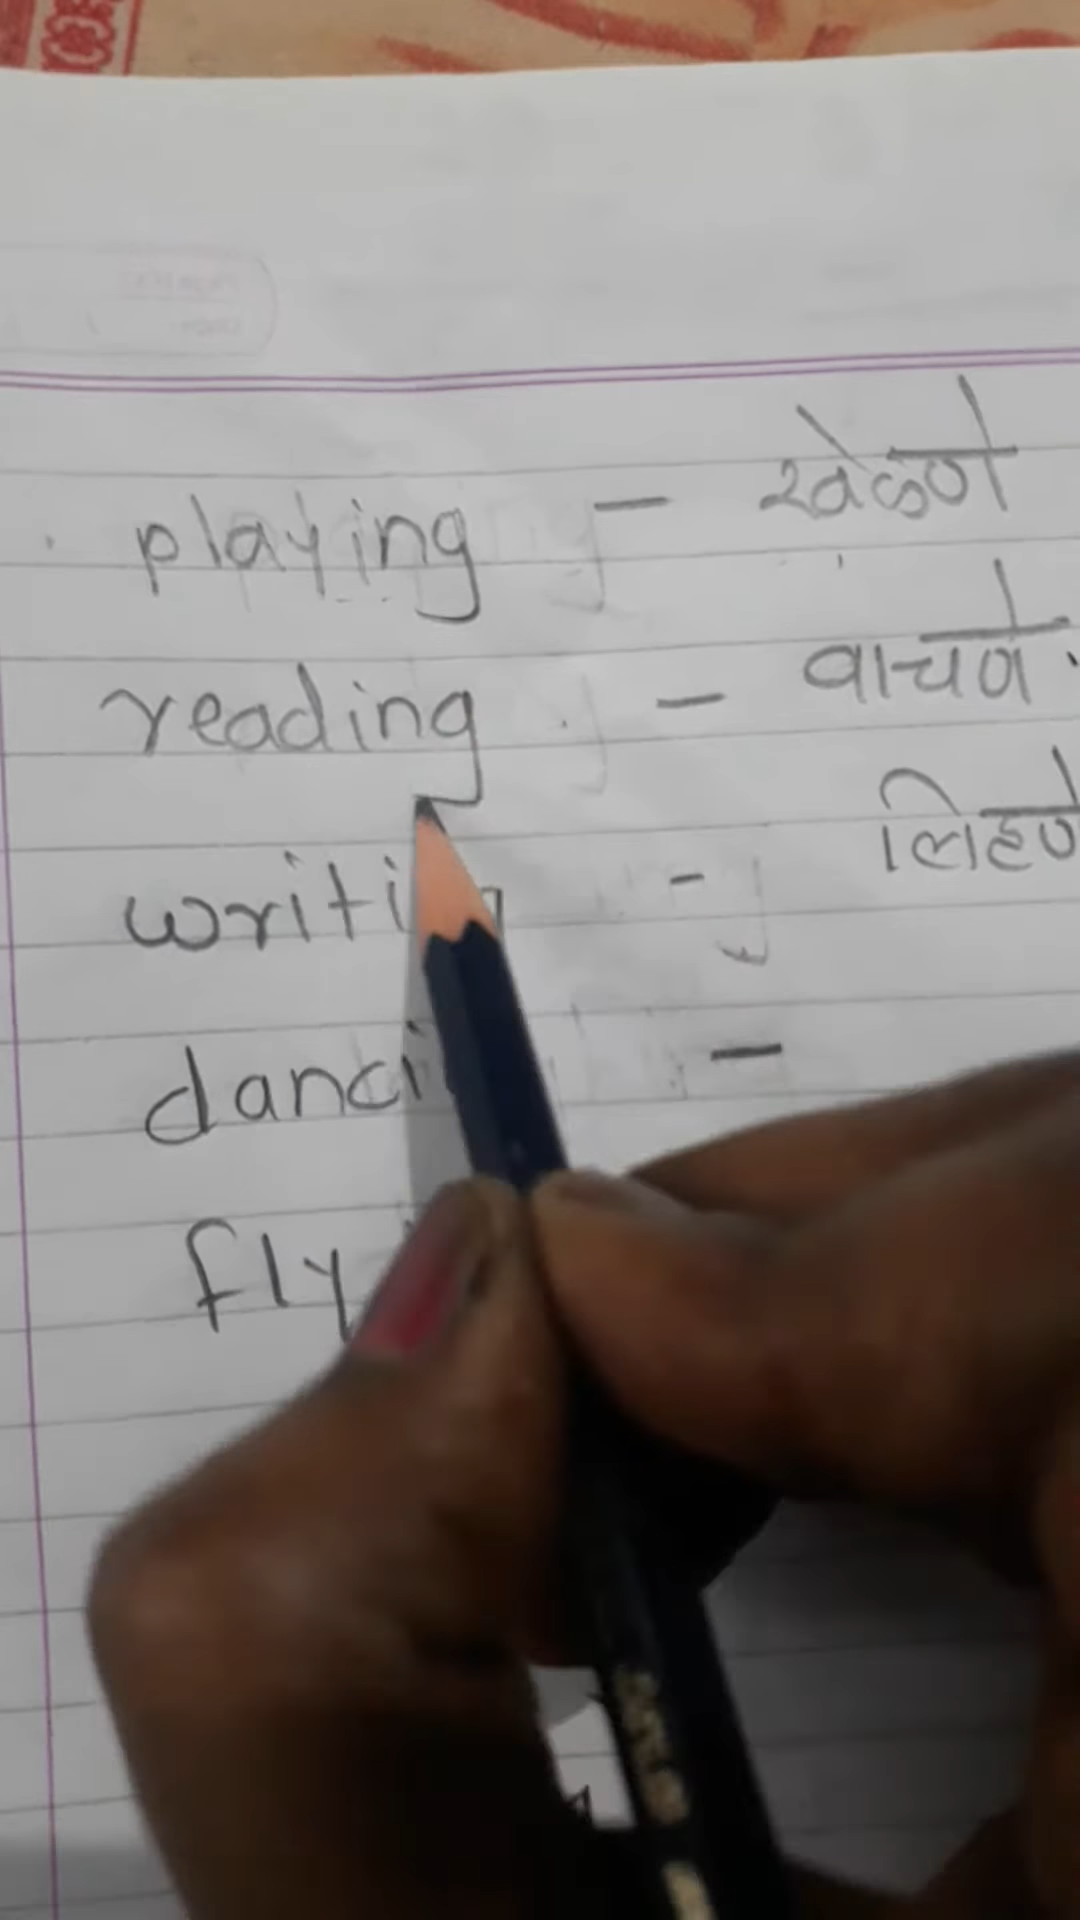 playing - खेळणे
reading - वाचणे
writi -
danci -
fly